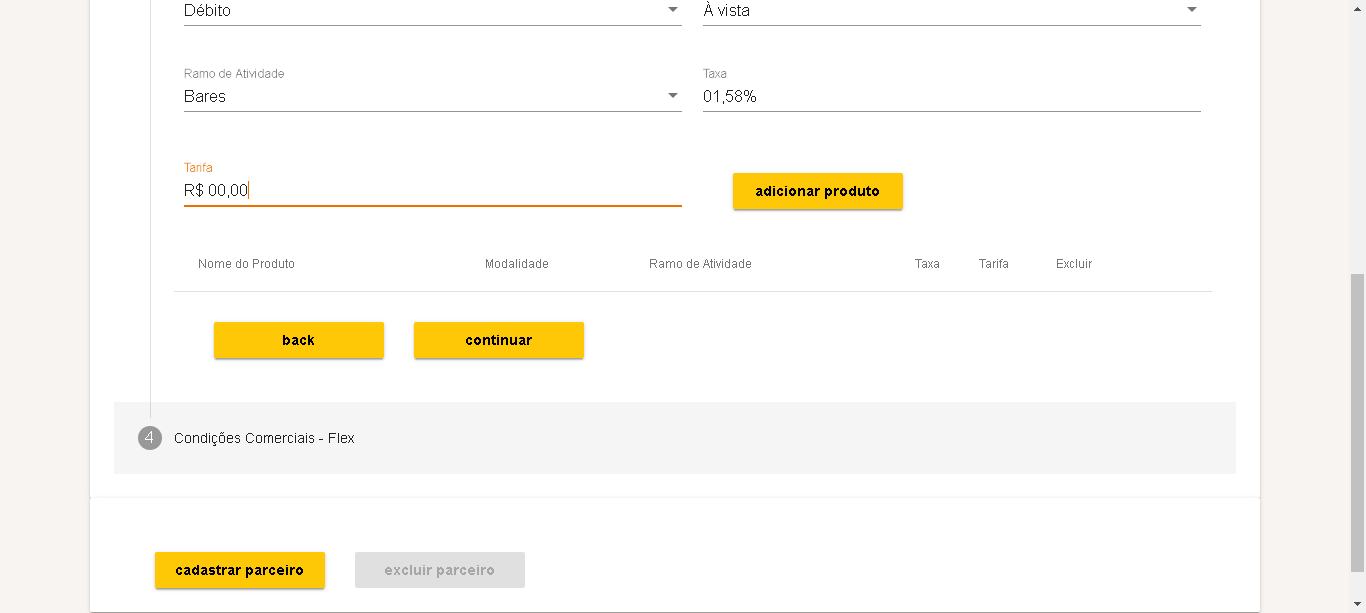 Débito À vista
Ramo de Atividade Taxa
Bares 01,58%
Tarifa
R$ 00,00
adicionar produto
Nome do Produto Modalidade Ramo de Atividade Taxa Tarifa Excluir
back continuar
4 Condições Comerciais - Flex
cadastrar parceiro excluir parceiro